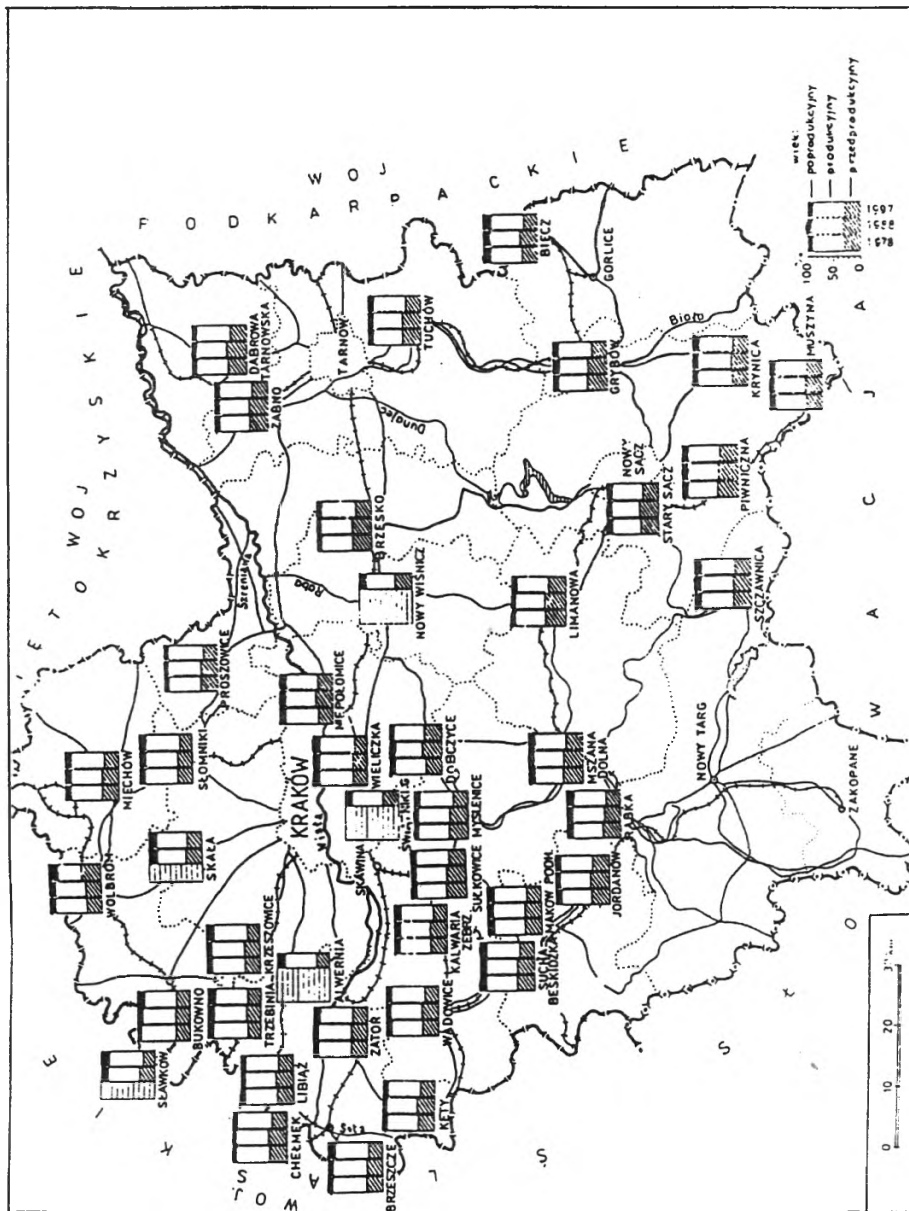 WOJ. ŚLĄSKIE
WOJ
ĘTOKRZYSKIE
WOJ
PODKARPACKIE
SŁOWACJA
SŁAWKÓW
BUKOWNO
WOLBROM
MIECHÓW
SKAŁA
SŁOMNIKI
PROSZOWICE
Szreniawa
TRZEBINIA
KRZESZOWICE
LIBIĄŻ
CHEŁMEK
ALWERNIA
KRAKÓW
Wisła
NIEPOŁOMICE
Raba
ŻABNO
DĄBROWA
TARNOWSKA
TARNÓW
TUCHÓW
BRZESKO
NOWY WIŚNICZ
Dunajec
WIELICZKA
SKAWINA
ZATOR
BRZESZCZE
KĘTY
WADOWICE
KALWARIA
ZEBRZ.
SUŁKOWICE
MYŚLENICE
DOBCZYCE
SUCHA
BESKIDZKA
MAKÓW PODH.
JORDANÓW
RABKA
MSZANA
DOLNA
LIMANOWA
NOWY
SĄCZ
STARY SĄCZ
GRYBÓW
Biała
BIECZ
GORLICE
PIWNICZNA
KRYNICA
MUSZYNA
SZCZAWNICA
NOWY TARG
ZAKOPANE
wiek:
poprodukcyjny
produkcyjny
przedprodukcyjny
100
50
0
1978
1988
1997
0
10
20